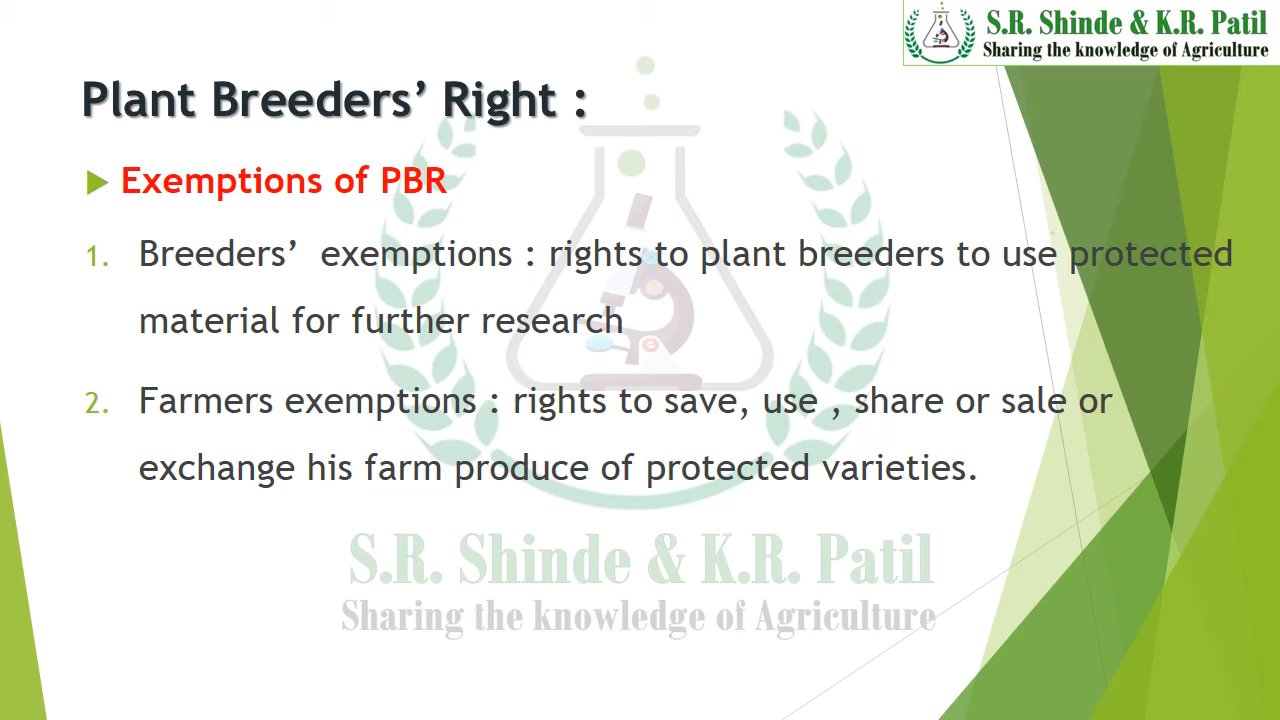 S.R. Shinde & K.R. Patil
Sharing the knowledge of Agriculture
Plant Breeders’ Right :
Exemptions of PBR
1. Breeders’ exemptions : rights to plant breeders to use protected
material for further research
2. Farmers exemptions : rights to save, use , share or sale or
exchange his farm produce of protected varieties.
S.R. Shinde & K.R. Patil
Sharing the knowledge of Agriculture